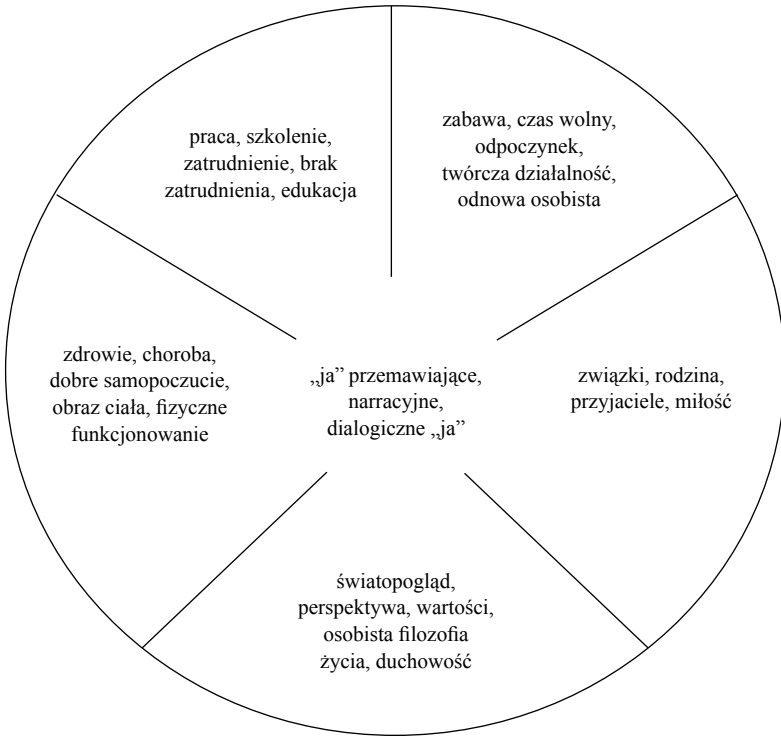 praca, szkolenie,
zatrudnienie, brak
zatrudnienia, edukacja
zabawa, czas wolny,
odpoczynek,
twórcza działalność,
odnowa osobista
zdrowie, choroba,
dobre samopoczucie,
obraz ciała, fizyczne
funkcjonowanie
„ja” przemawiające,
narracyjne,
dialogiczne „ja”
związki, rodzina,
przyjaciele, miłość
światopogląd,
perspektywa, wartości,
osobista filozofia
życia, duchowość